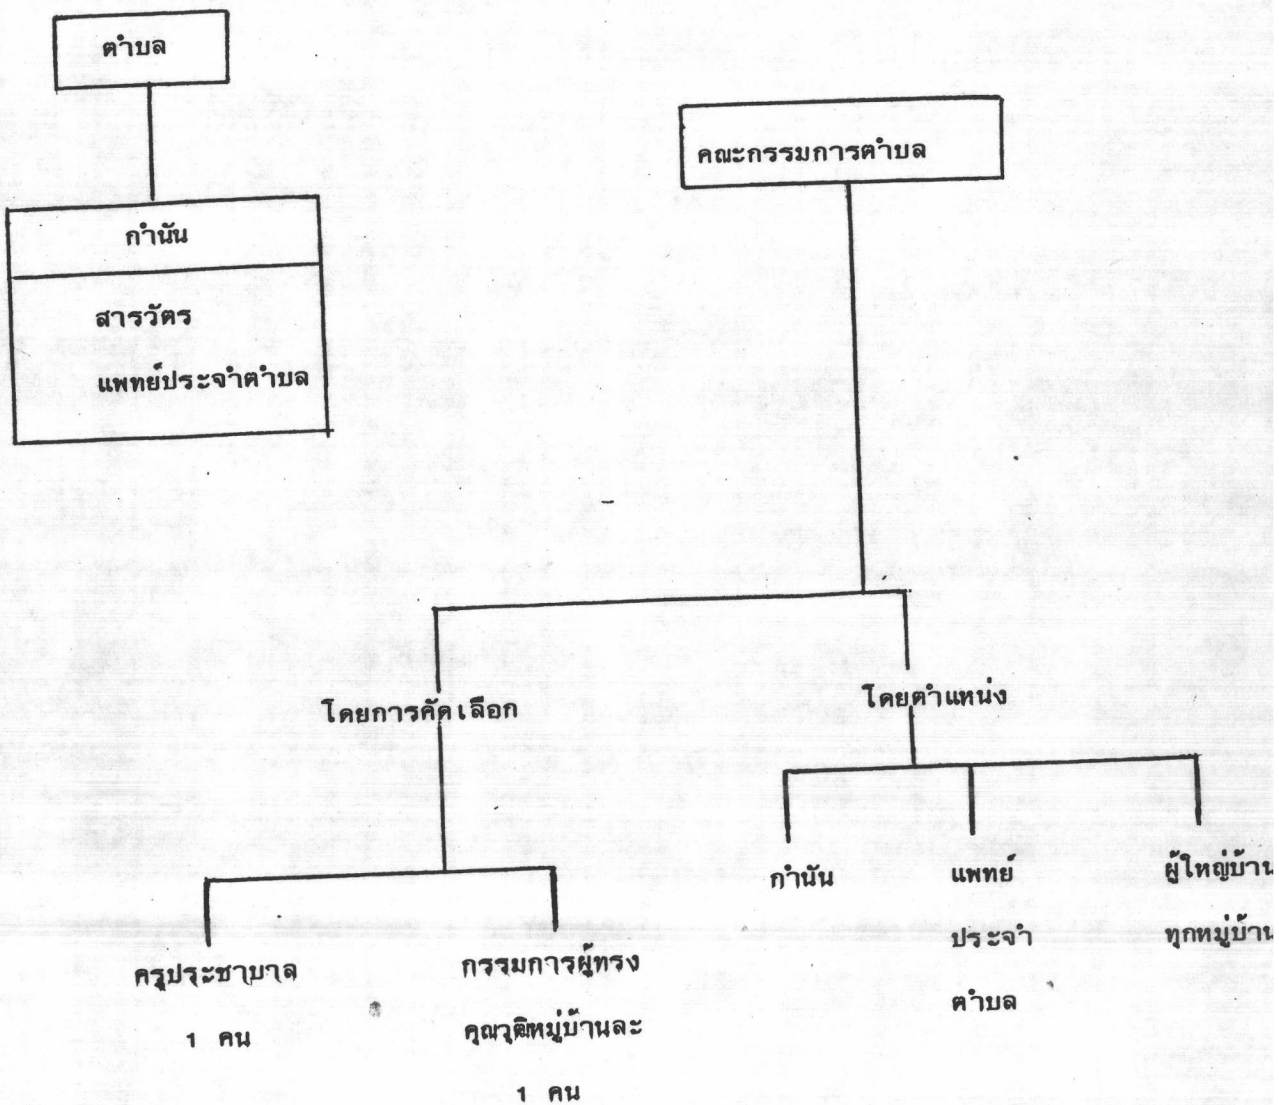 ตำบล
คณะกรรมการตำบล
กำนัน
สารวัตร
แพทย์ประจำตำบล
โดยการคัดเลือก
โดยตำแหน่ง
ครูประชาบาล
1 คน
กรรมการผู้ทรง
คุณวุฒิหมู่บ้านละ
1 คน
กำนัน
แพทย์
ประจำ
ตำบล
ผู้ใหญ่บ้าน
ทุกหมู่บ้าน